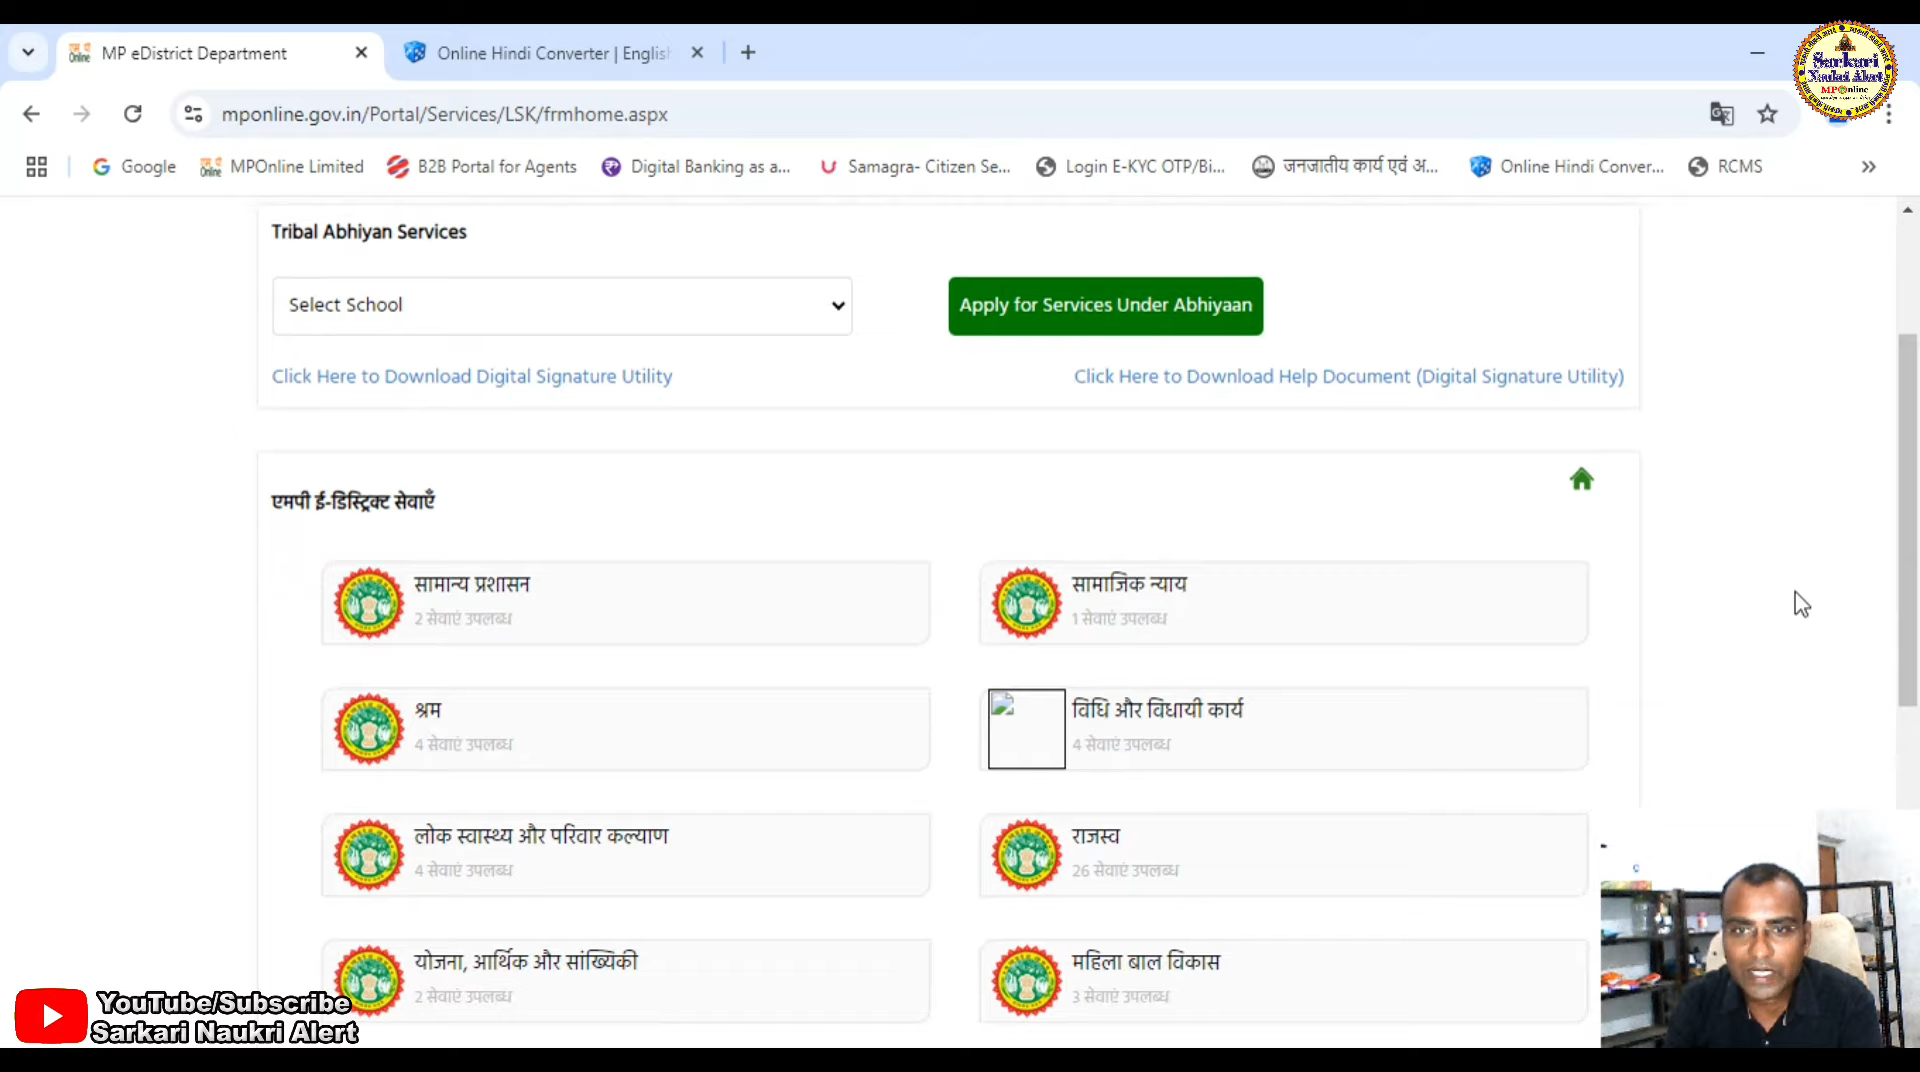 MP eDistrict Department
Online Hindi Converter | English
mponline.gov.in/Portal/Services/LSK/frmhome.aspx
Google
MPOnline Limited
B2B Portal for Agents
Digital Banking as a...
Samagra- Citizen Se...
Login E-KYC OTP/Bi...
जनजातीय कार्य एवं अ...
Online Hindi Conver...
RCMS
Sarkari
Naukri Alert
MPOnline
Tribal Abhiyan Services
Select School
Apply for Services Under Abhiyaan
Click Here to Download Digital Signature Utility
Click Here to Download Help Document (Digital Signature Utility)
एमपी ई-डिस्ट्रिक्ट सेवाएँ
सामान्य प्रशासन
2 सेवाएं उपलब्ध
सामाजिक न्याय
1 सेवाएं उपलब्ध
श्रम
4 सेवाएं उपलब्ध
विधि और विधायी कार्य
4 सेवाएं उपलब्ध
लोक स्वास्थ्य और परिवार कल्याण
4 सेवाएं उपलब्ध
राजस्व
26 सेवाएं उपलब्ध
योजना, आर्थिक और सांख्यिकी
2 सेवाएं उपलब्ध
महिला बाल विकास
3 सेवाएं उपलब्ध
YouTube/Subscribe
Sarkari Naukri Alert